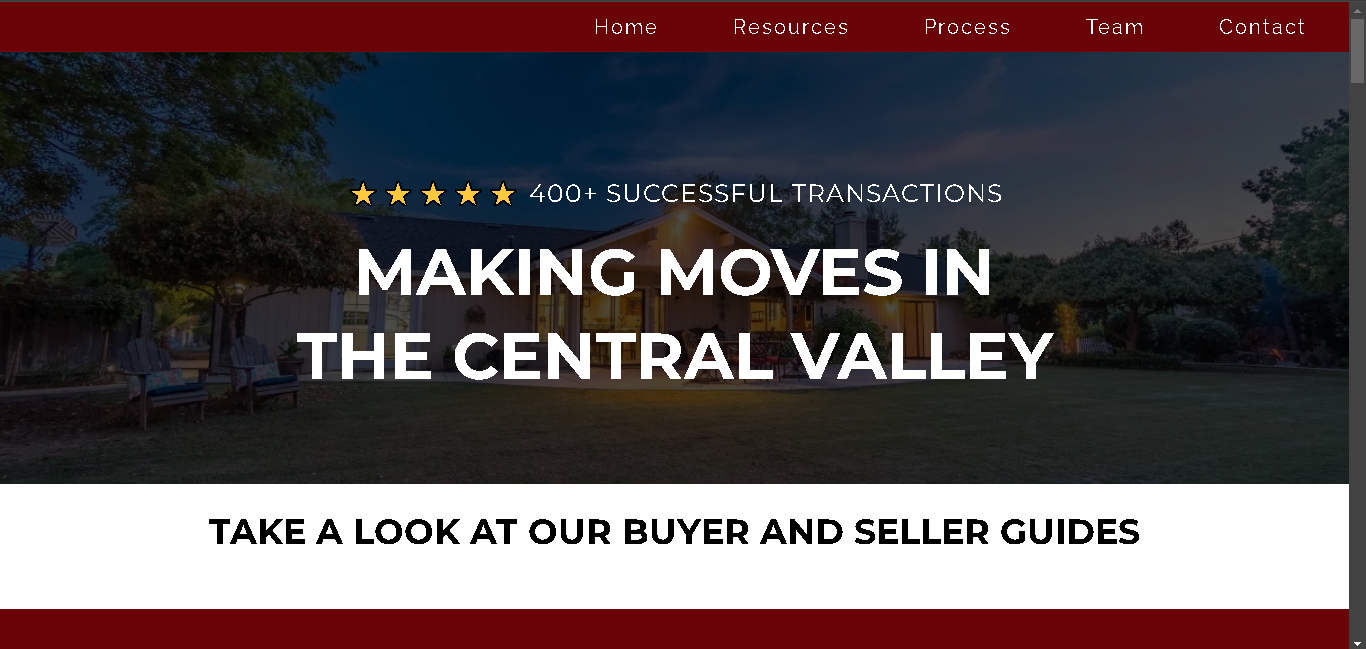 Home Resources Process Team Contact
400+ SUCCESSFUL TRANSACTIONS
MAKING MOVES IN
THE CENTRAL VALLEY
TAKE A LOOK AT OUR BUYER AND SELLER GUIDES